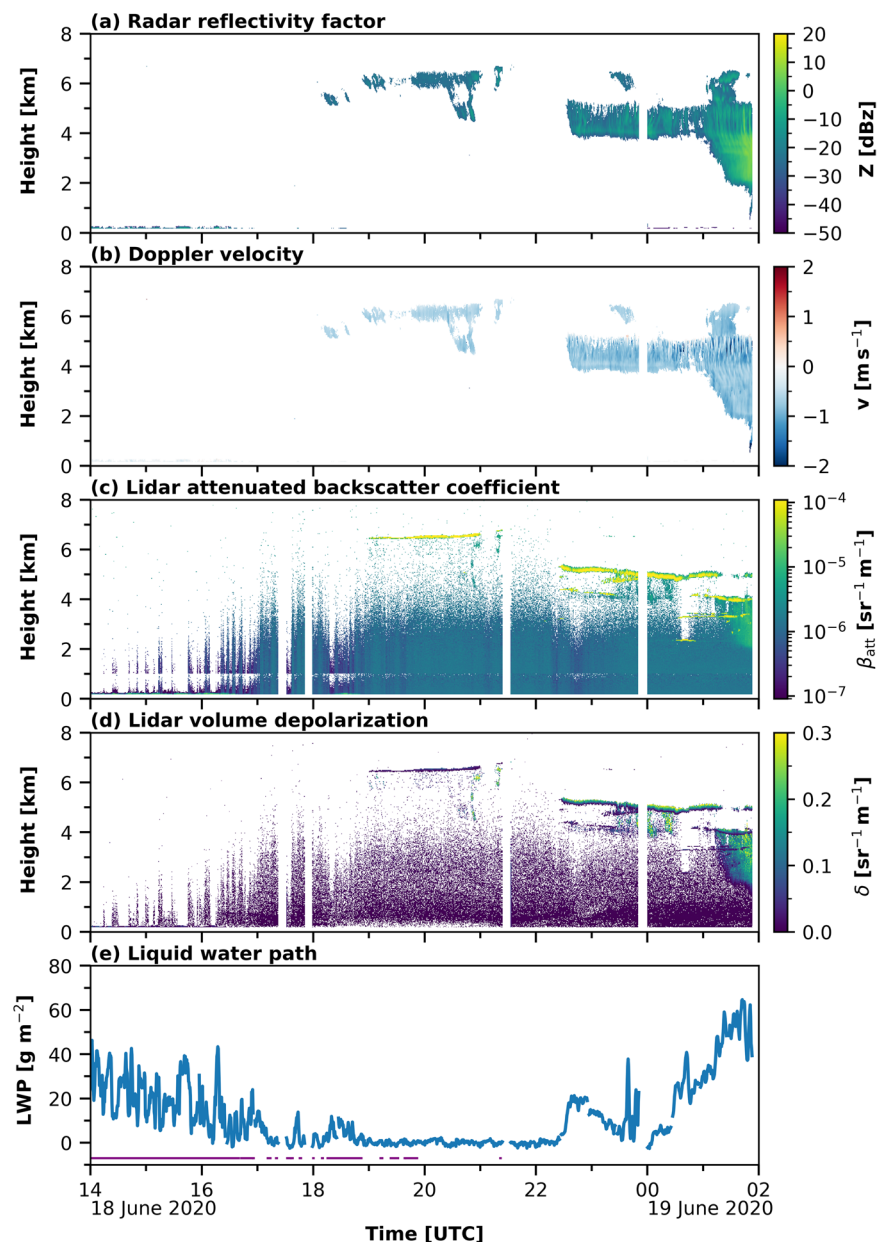 (a) Radar reflectivity factor
8
6
4
2
0
Height [km]
20
10
0
−10
−20
−30
−40
−50
Z [dBz]
(b) Doppler velocity
8
6
4
2
0
Height [km]
2
1
0
−1
−2
v [m s⁻¹]
(c) Lidar attenuated backscatter coefficient
8
6
4
2
0
Height [km]
10⁻⁴
10⁻⁵
10⁻⁶
10⁻⁷
βatt [sr⁻¹ m⁻¹]
(d) Lidar volume depolarization
8
6
4
2
0
Height [km]
0.3
0.2
0.1
0.0
δ [sr⁻¹ m⁻¹]
(e) Liquid water path
80
60
40
20
0
LWP [g m⁻²]
14 16 18 20 22 00 02
18 June 2020 19 June 2020
Time [UTC]